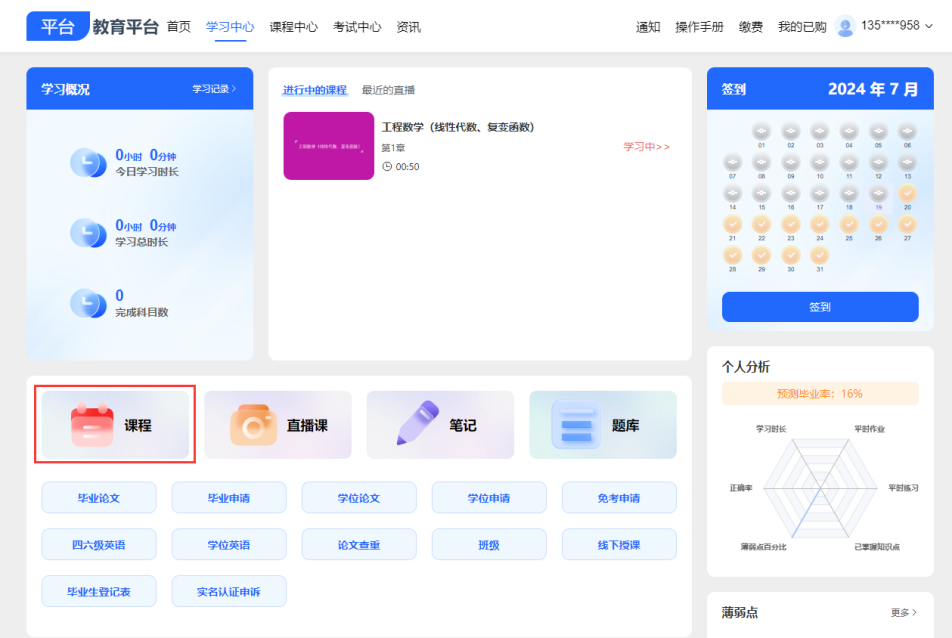 平台 教育平台 首页 学习中心 课程中心 考试中心 资讯 通知 操作手册 缴费 我的已购 135****958
学习概况 学习记录
0小时 0分钟
今日学习时长
0小时 0分钟
学习总时长
0
完成科目数
进行中的课程 最近的直播
工程数学（线性代数、复变函数）
工程数学（线性代数、复变函数）
第1章
00:50
学习中>>
签到 2024 年 7 月
01 02 03 04 05 06
07 08 09 10 11 12 13
14 15 16 17 18 19 20
21 22 23 24 25 26 27
28 29 30 31
签到
课程 直播课 笔记 题库
毕业论文 毕业申请 学位论文 学位申请 免考申请
四六级英语 学位英语 论文查重 班级 线下授课
毕业生登记表 实名认证申诉
个人分析
预测毕业率：16%
学习时长 平时作业
正确率 平时练习
薄弱点百分比 已掌握知识点
薄弱点 更多